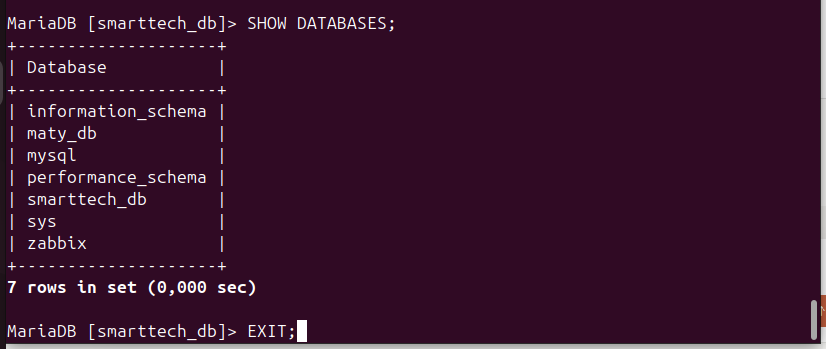 MariaDB [smarttech_db]> SHOW DATABASES;
+--------------------+
| Database           |
+--------------------+
| information_schema |
| maty_db            |
| mysql              |
| performance_schema |
| smarttech_db       |
| sys                |
| zabbix             |
+--------------------+
7 rows in set (0,000 sec)
MariaDB [smarttech_db]> EXIT;